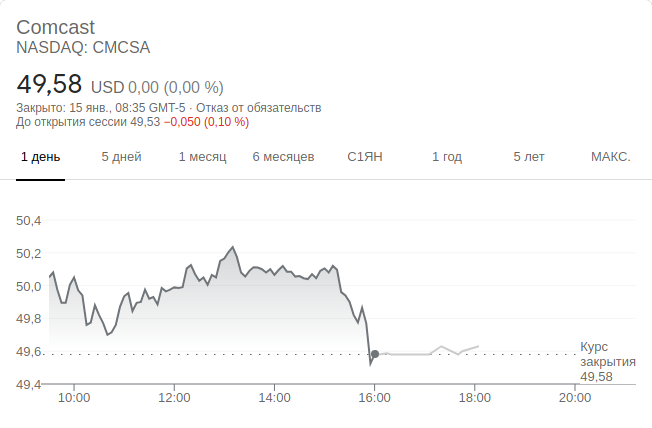 Comcast
NASDAQ: CMCSA
49,58 USD 0,00 (0,00 %)
Закрыто: 15 янв., 08:35 GMT-5 · Отказ от обязательств
До открытия сессии 49,53 −0,050 (0,10 %)
1 день 5 дней 1 месяц 6 месяцев С1ЯН 1 год 5 лет МАКС.
50,4
50,2
50,0
49,8
49,6
49,4
Курс
закрытия
49,58
10:00 12:00 14:00 16:00 18:00 20:00